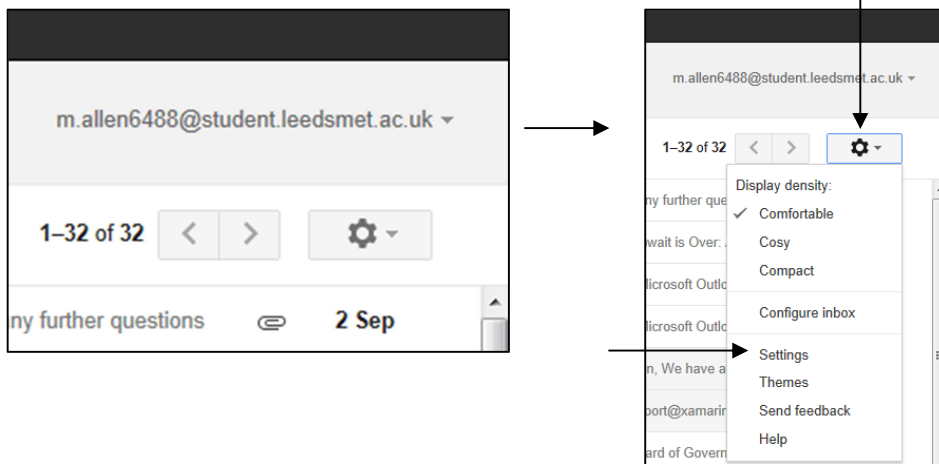 m.allen6488@student.leedsmet.ac.uk
1–32 of 32
ny further questions 2 Sep
m.allen6488@student.leedsmet.ac.uk
1–32 of 32
Display density:
ny further que
Comfortable
wait is Over:
Cosy
Compact
licrosoft Outlo
Configure inbox
licrosoft Outlo
Settings
n, We have a
Themes
port@xamarin
Send feedback
Help
ard of Govern